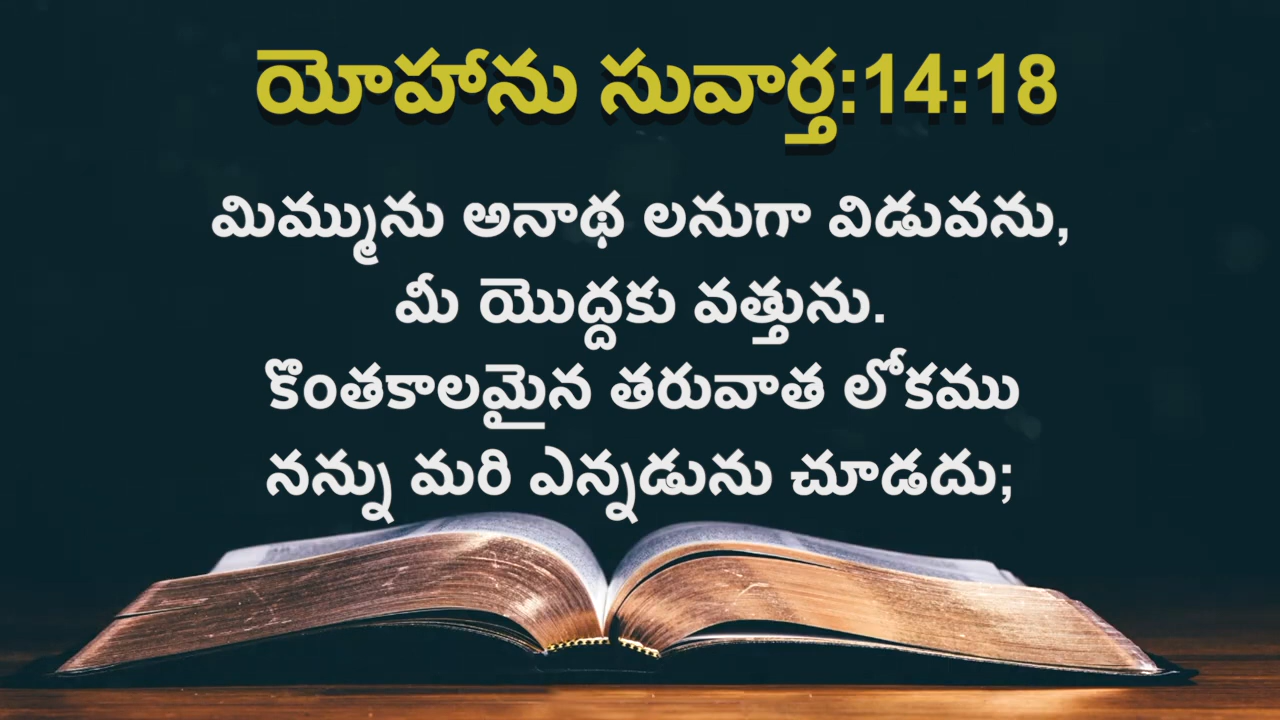 యోహాను సువార్త:14:18
మిమ్మును అనాథ లనుగా విడువను,
మీ యొద్దకు వత్తును.
కొంతకాలమైన తరువాత లోకము
నన్ను మరి ఎన్నడును చూడదు;